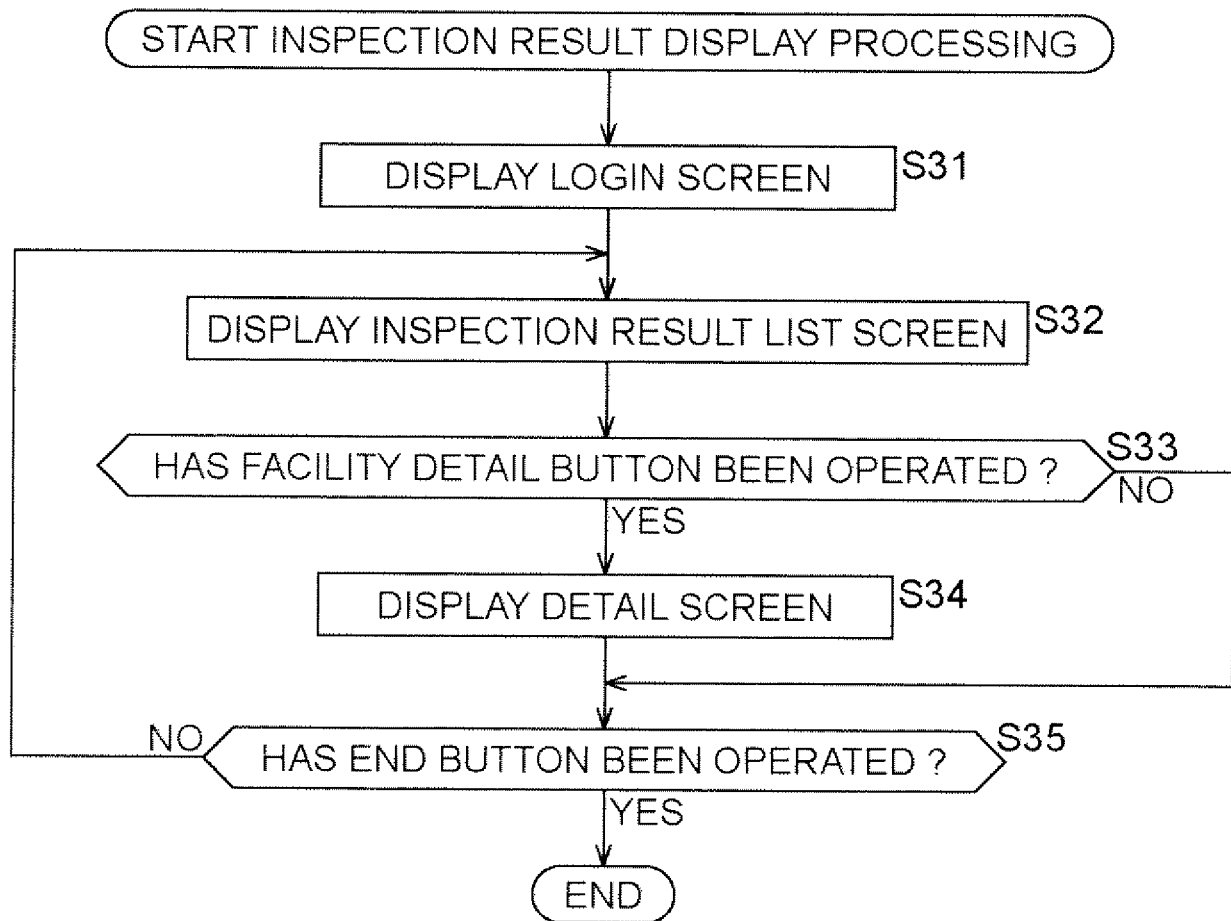 START INSPECTION RESULT DISPLAY PROCESSING
DISPLAY LOGIN SCREEN
S31
DISPLAY INSPECTION RESULT LIST SCREEN
S32
HAS FACILITY DETAIL BUTTON BEEN OPERATED ?
S33
NO
YES
DISPLAY DETAIL SCREEN
S34
NO
HAS END BUTTON BEEN OPERATED ?
S35
YES
END